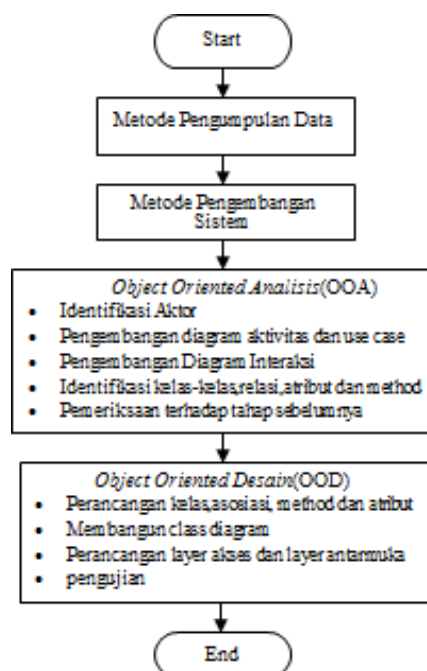 Start
Metode Pengumpulan Data
Metode Pengembangan
Sistem
Object Oriented Analisis(OOA)
• Identifikasi Aktor
• Pengembangan diagram aktivitas dan use case
• Pengembangan Diagram Interaksi
• Identifikasi kelas-kelas,relasi,atribut dan method
• Pemeriksaan terhadap tahap sebelumnya
Object Oriented Desain(OOD)
• Perancangan kelas,asosiasi, method dan atribut
• Membangun class diagram
• Perancangan layer akses dan layer antarmuka
• pengujian
End